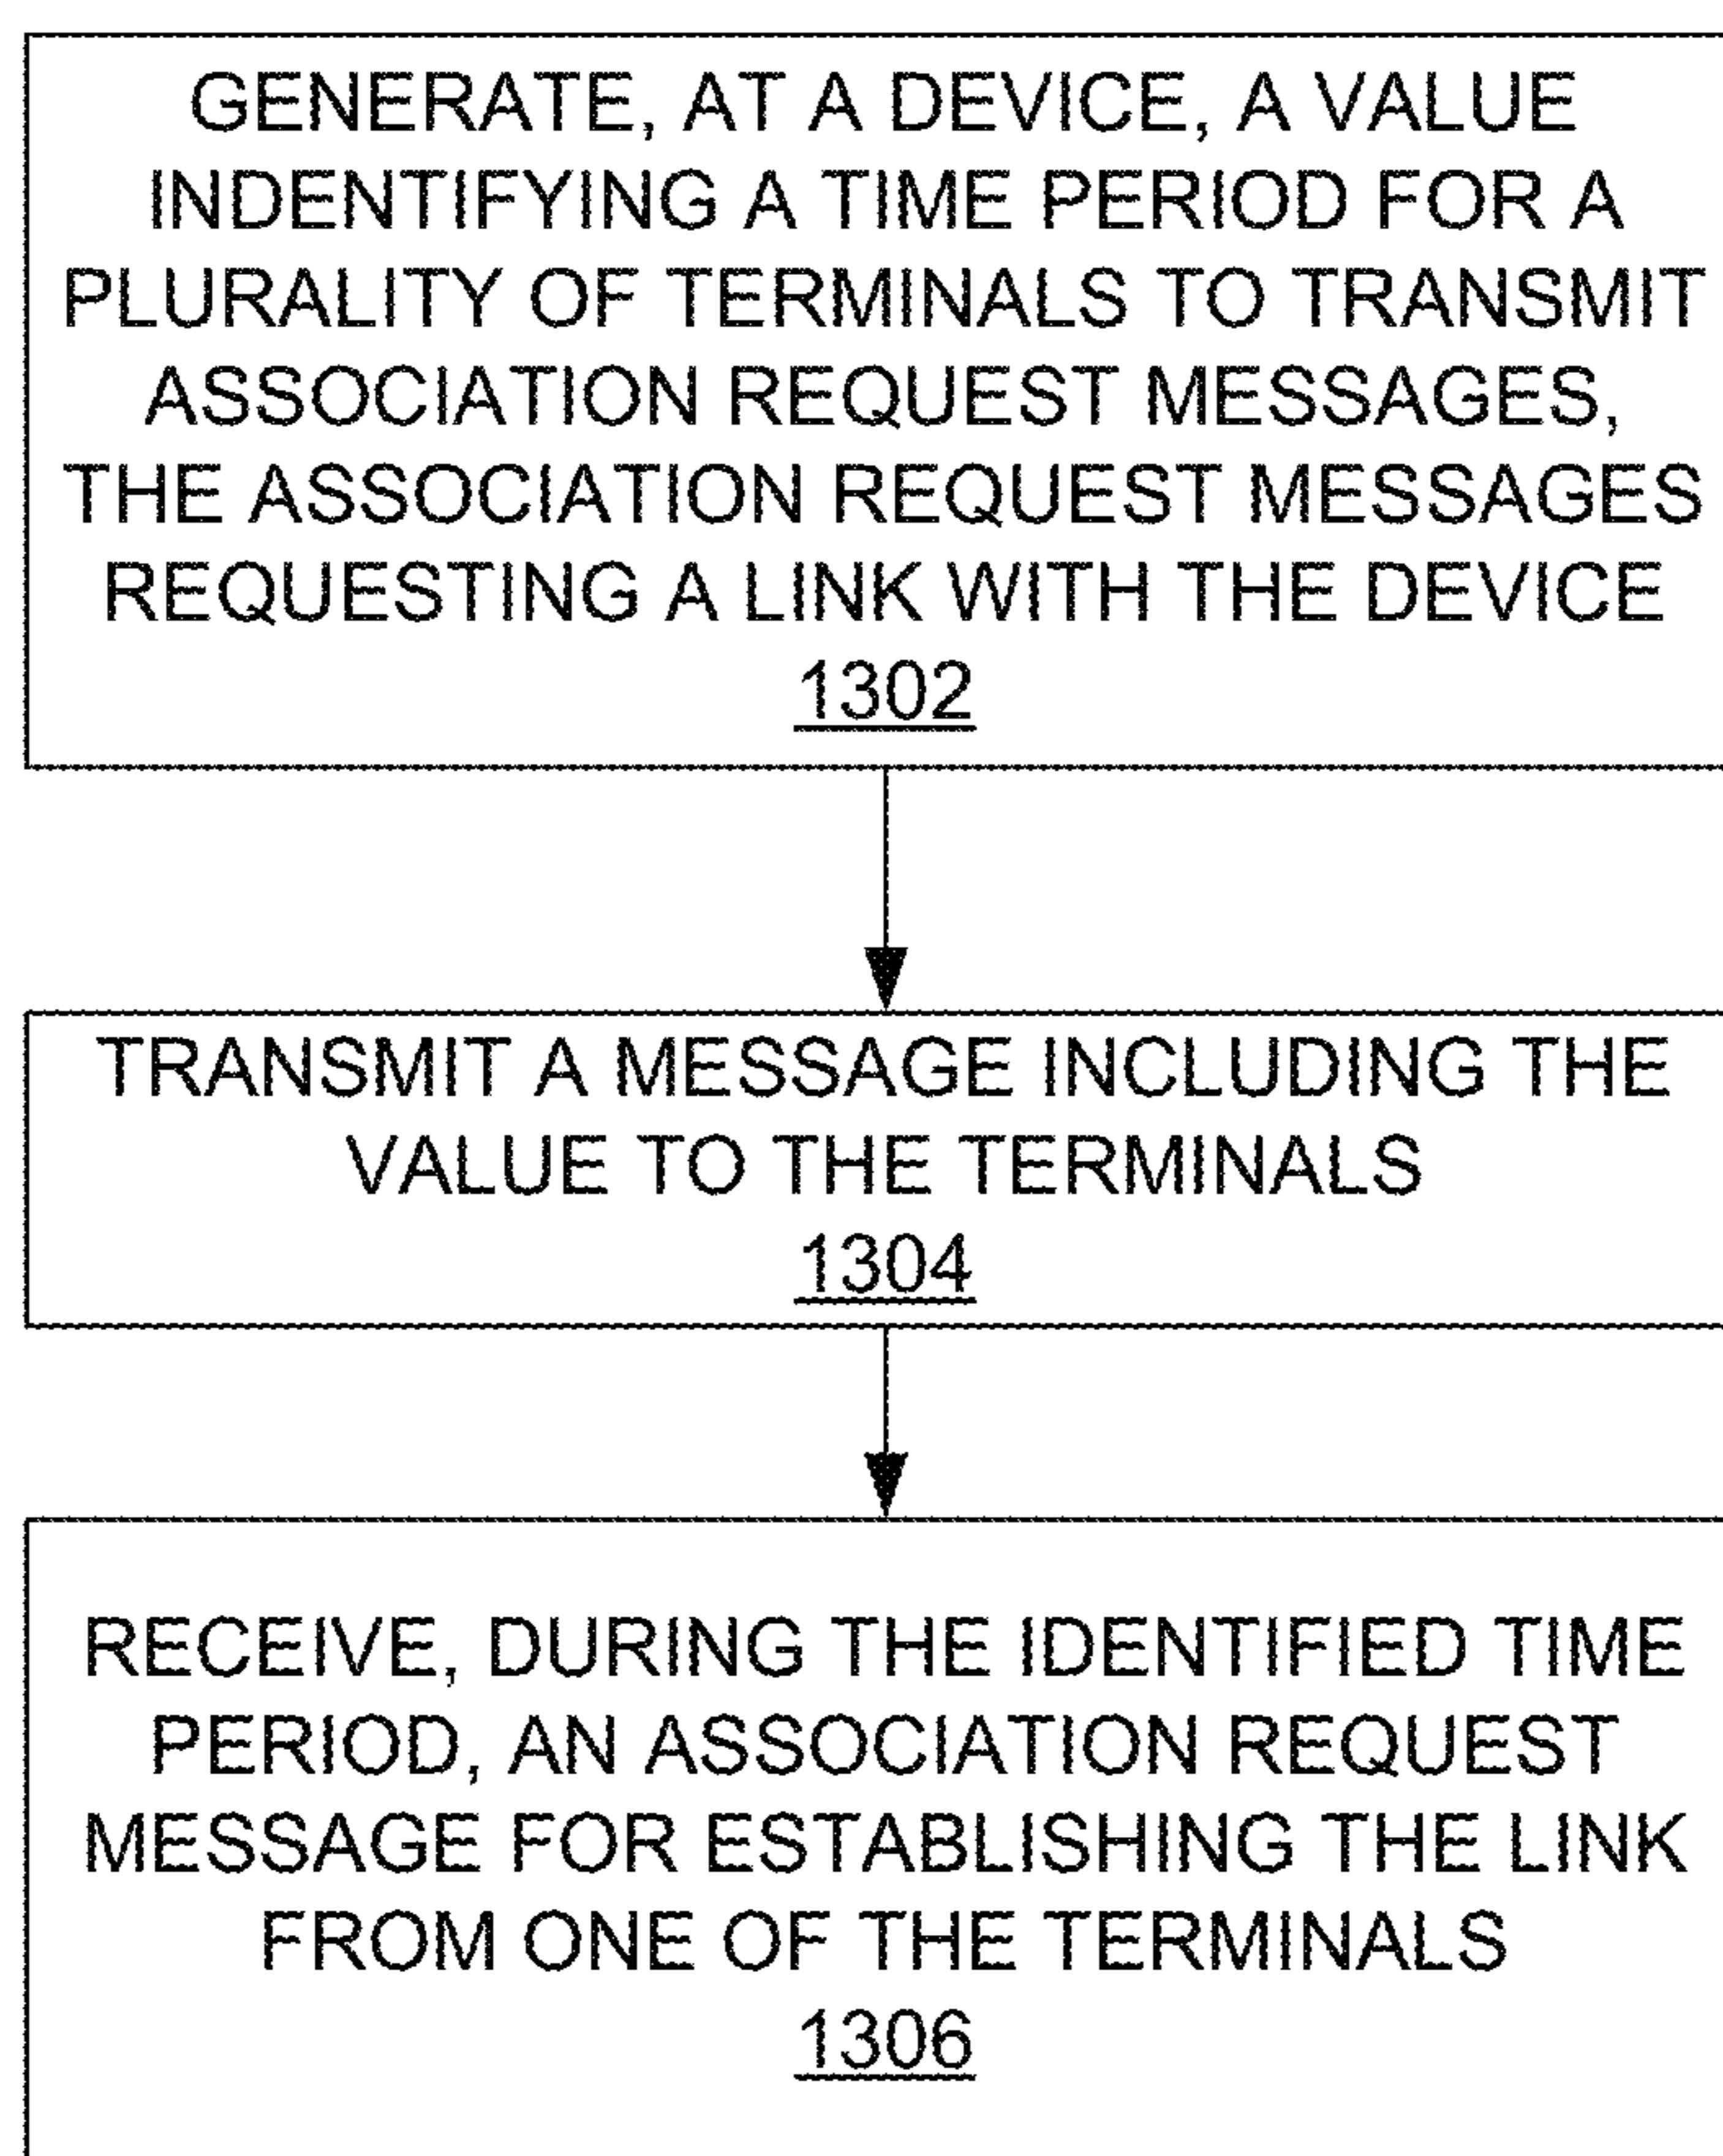 GENERATE, AT A DEVICE, A VALUE
INDENTIFYING A TIME PERIOD FOR A
PLURALITY OF TERMINALS TO TRANSMIT
ASSOCIATION REQUEST MESSAGES,
THE ASSOCIATION REQUEST MESSAGES
REQUESTING A LINK WITH THE DEVICE
1302
TRANSMIT A MESSAGE INCLUDING THE
VALUE TO THE TERMINALS
1304
RECEIVE, DURING THE IDENTIFIED TIME
PERIOD, AN ASSOCIATION REQUEST
MESSAGE FOR ESTABLISHING THE LINK
FROM ONE OF THE TERMINALS
1306